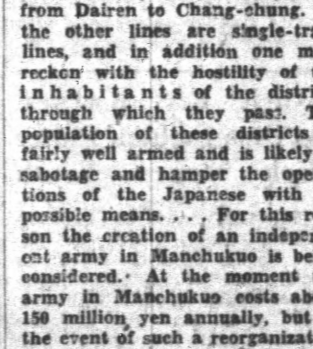 from Dairen to Chang-chung.
the other lines are single-tra
lines, and in addition one m
reckon with the hostility of
inhabitants of the distri
through which they pass. T
population of these districts
fairly well armed and is likely
sabotage and hamper the ope
tions of the Japanese with
possible means. . . . For this r
son the creation of an indepen
ent army in Manchukuo is be
considered. At the moment
army in Manchukuo costs abo
150 million yen annually, but
the event of such a reorganizat